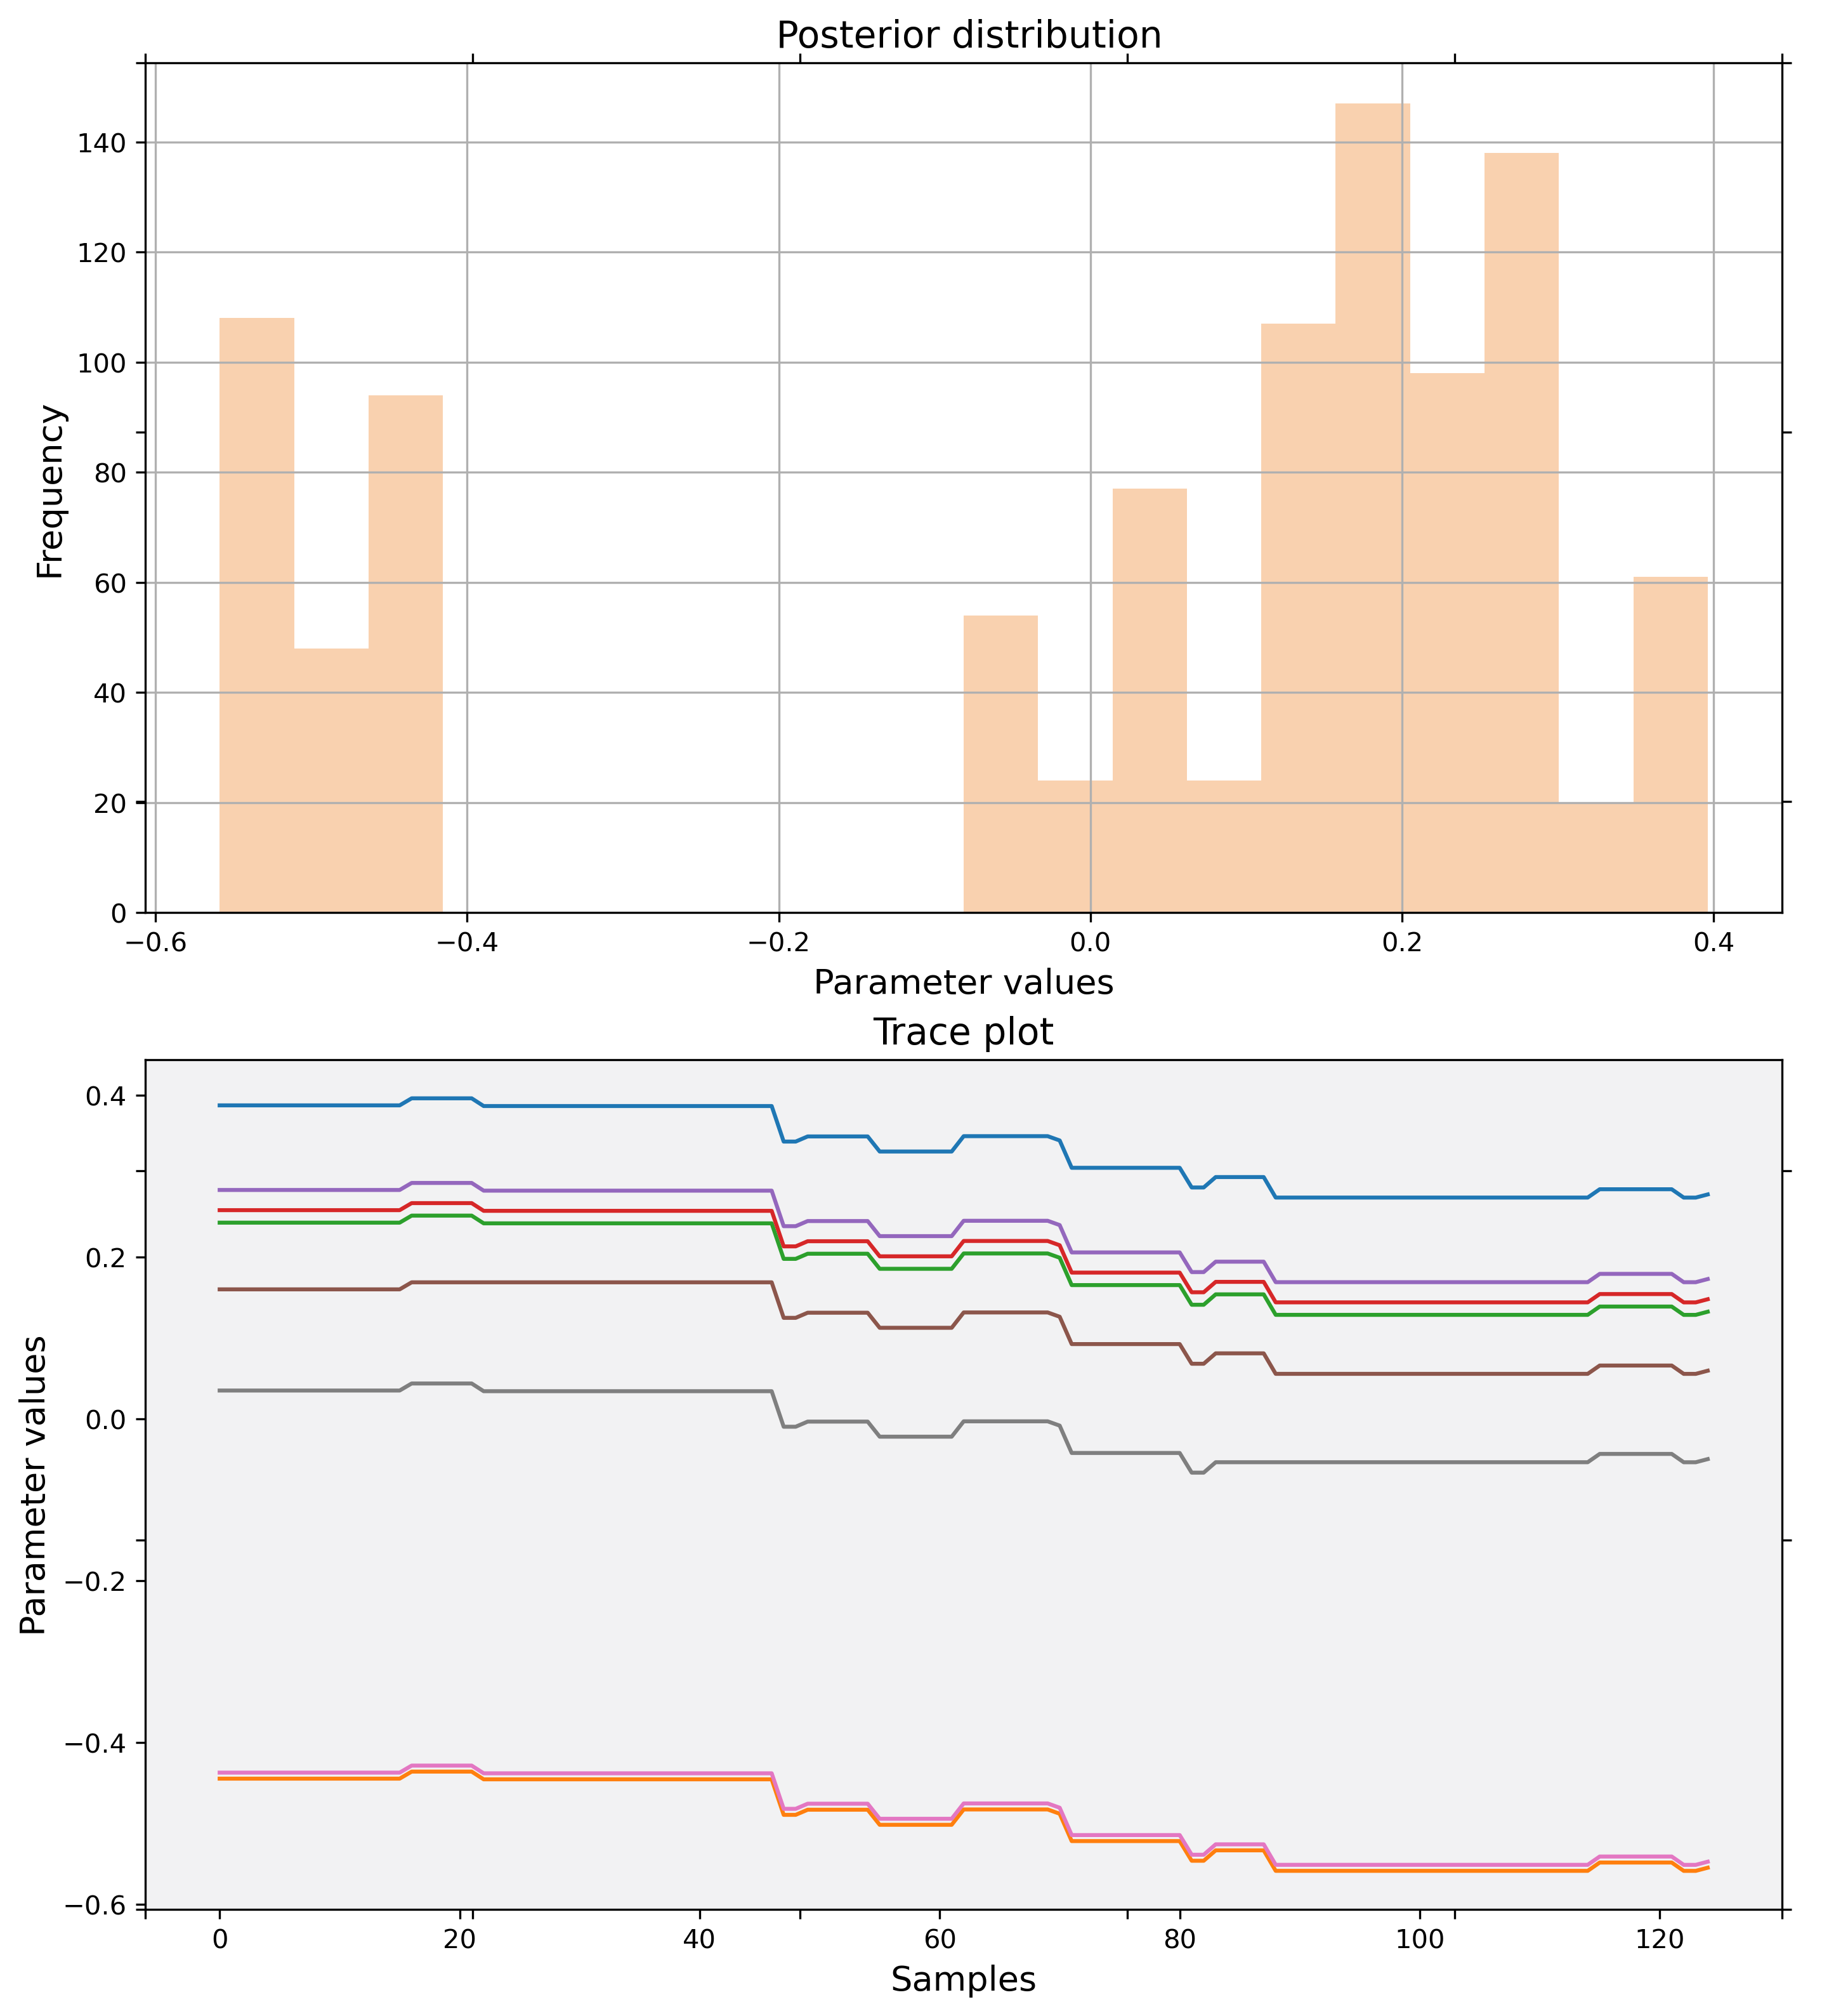 Posterior distribution
140
120
100
80
60
40
20
0
Frequency
−0.6 −0.4 −0.2 0.0 0.2 0.4
Parameter values
Trace plot
0.4
0.2
0.0
−0.2
−0.4
−0.6
Parameter values
0 20 40 60 80 100 120
Samples